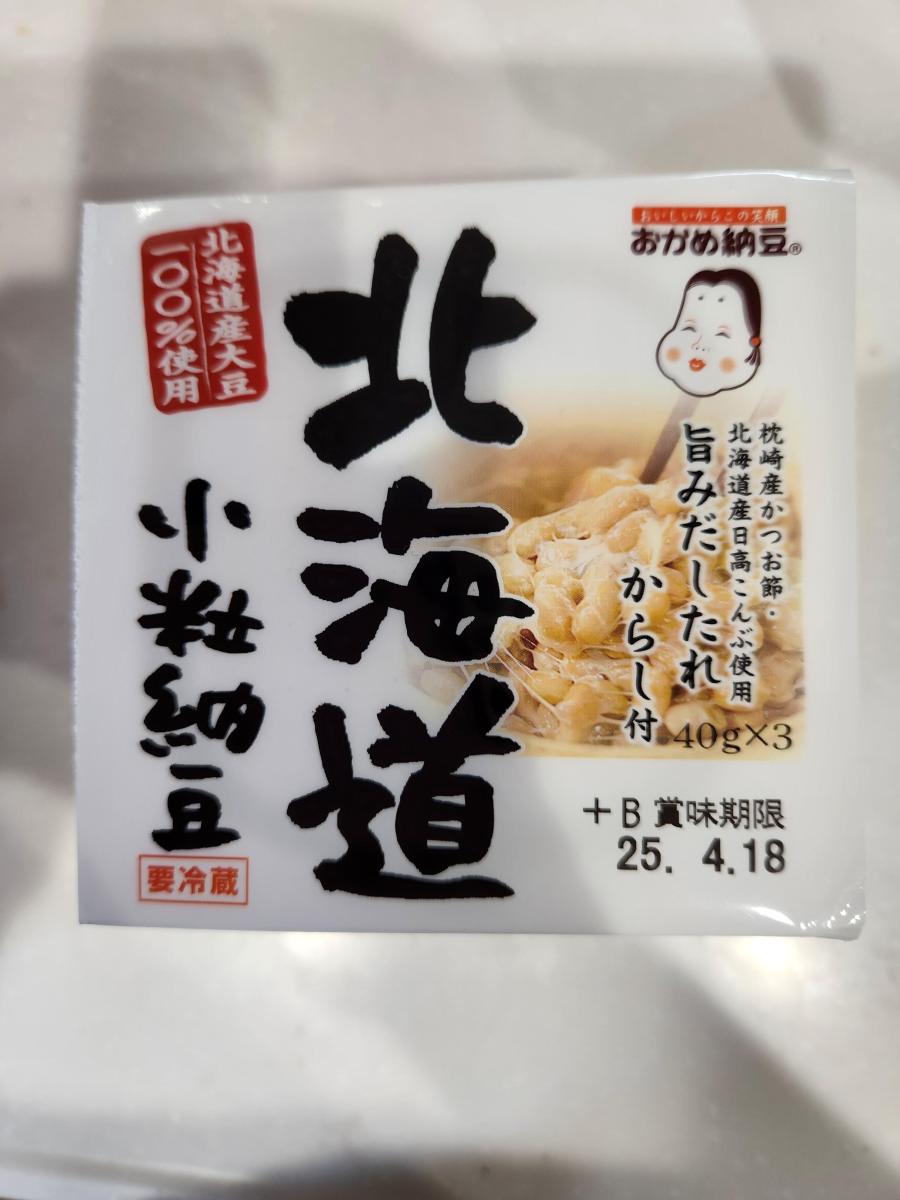 おいしいからこの笑顔
おかめ納豆®
枕崎産かつお節・
北海道産日高こんぶ使用
旨みだしたれ
からし付
40g×3
北海道
小粒納豆
北海道産大豆
一〇〇%使用
要冷蔵
+B 賞味期限
25. 4.18